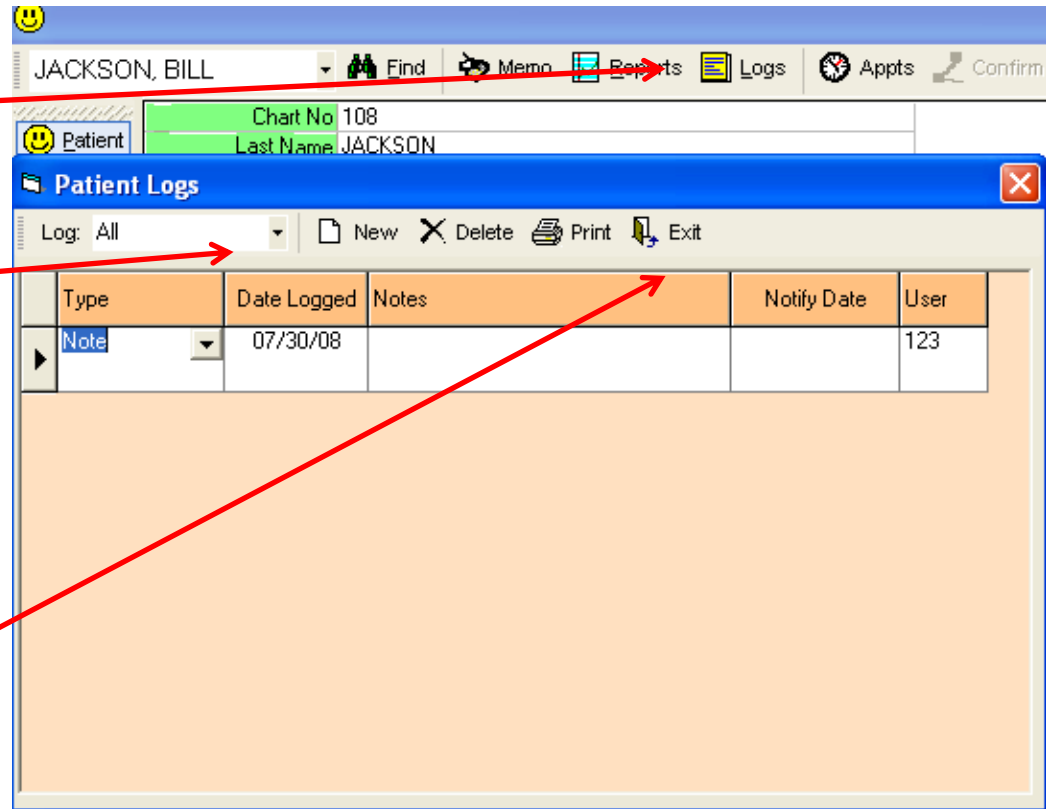 JACKSON, BILL Find Memo Reports Logs Appts Confirm
Chart No 108
Patient Last Name JACKSON
Patient Logs
Log: All New Delete Print Exit
Type Date Logged Notes Notify Date User
Note 07/30/08 123